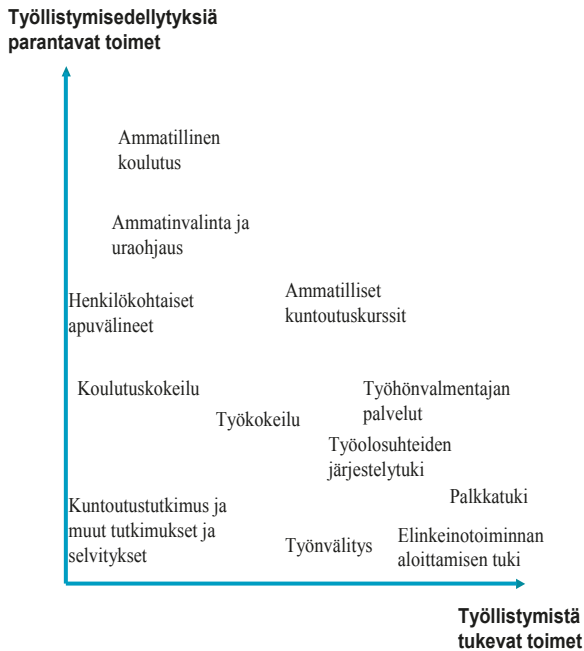 Työllistymisedellytyksiä
parantavat toimet
Ammatillinen
koulutus
Ammatinvalinta ja
uraohjaus
Henkilökohtaiset
apuvälineet
Ammatilliset
kuntoutuskurssit
Koulutuskokeilu
Työkokeilu
Työhönvalmentajan
palvelut
Työolosuhteiden
järjestelytuki
Palkkatuki
Kuntoutustutkimus ja
muut tutkimukset ja
selvitykset
Työnvälitys
Elinkeinotoiminnan
aloittamisen tuki
Työllistymistä
tukevat toimet